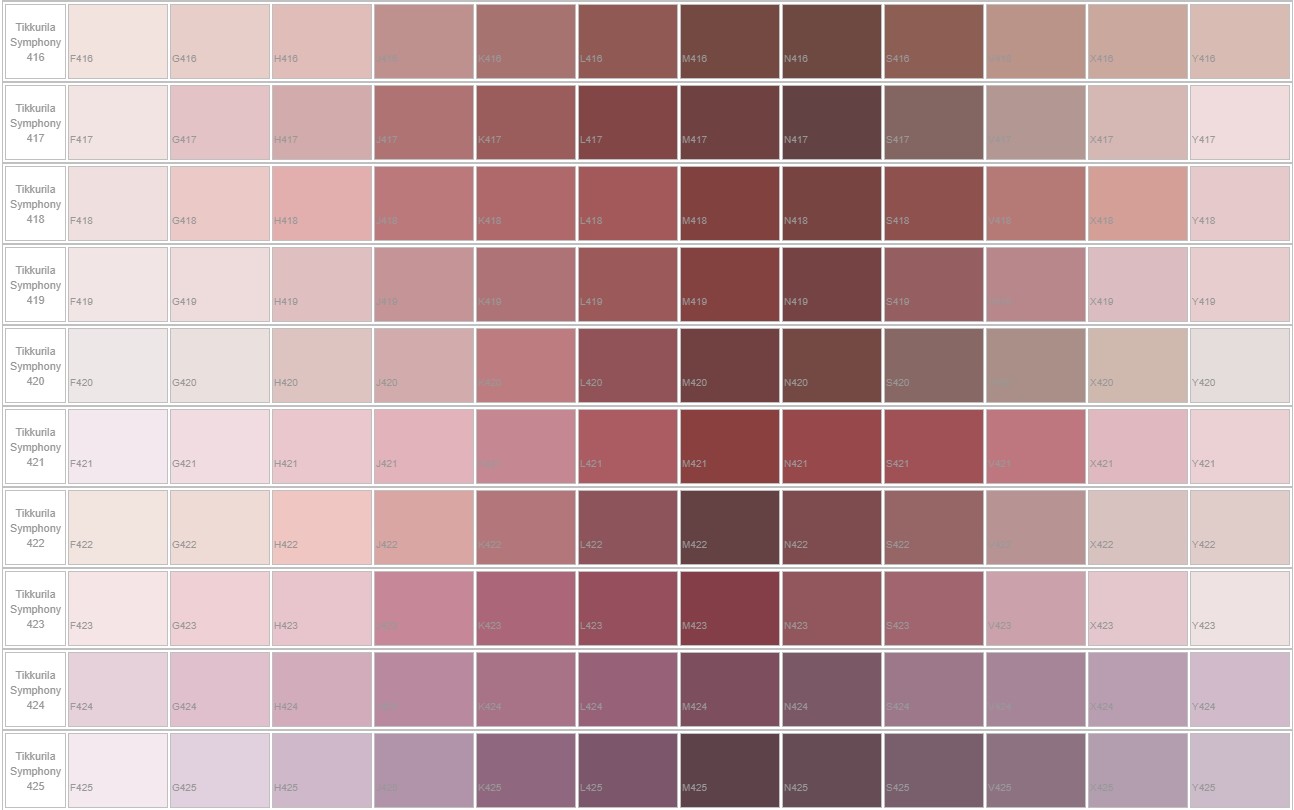 Tikkurila
Symphony
416
F416 G416 H416 J416 K416 L416 M416 N416 S416 V416 X416 Y416
Tikkurila
Symphony
417
F417 G417 H417 J417 K417 L417 M417 N417 S417 V417 X417 Y417
Tikkurila
Symphony
418
F418 G418 H418 J418 K418 L418 M418 N418 S418 V418 X418 Y418
Tikkurila
Symphony
419
F419 G419 H419 J419 K419 L419 M419 N419 S419 X419 Y419
Tikkurila
Symphony
420
F420 G420 H420 J420 K420 L420 M420 N420 S420 X420 Y420
Tikkurila
Symphony
421
F421 G421 H421 J421 L421 M421 N421 S421 V421 X421 Y421
Tikkurila
Symphony
422
F422 G422 H422 J422 K422 L422 M422 N422 S422 V422 X422 Y422
Tikkurila
Symphony
423
F423 G423 H423 J423 K423 L423 M423 N423 S423 V423 X423 Y423
Tikkurila
Symphony
424
F424 G424 H424 J424 K424 L424 M424 N424 S424 V424 X424 Y424
Tikkurila
Symphony
425
F425 G425 H425 J425 K425 L425 M425 N425 S425 V425 X425 Y425